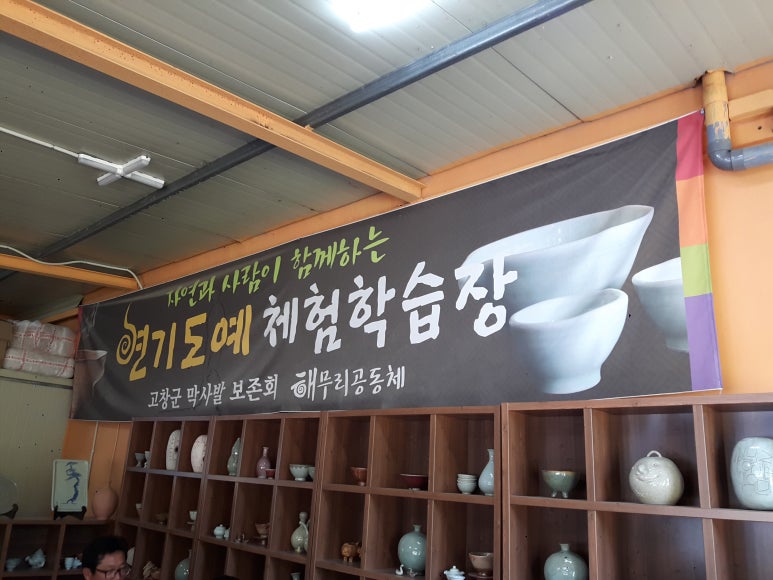 자연과 사람이 함께하는
연기도예 체험학습장
고창군 막사발 보존회 해무리공동체